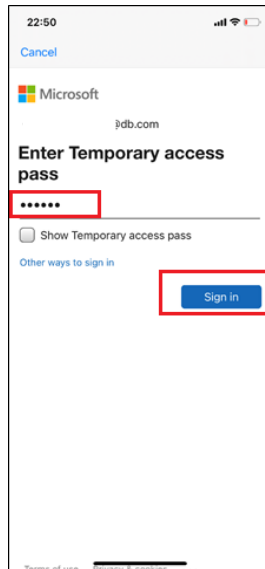 22:50
Cancel
Microsoft
@db.com
Enter Temporary access
pass
••••••
Show Temporary access pass
Other ways to sign in
Sign in
Terms of use Privacy & cookies